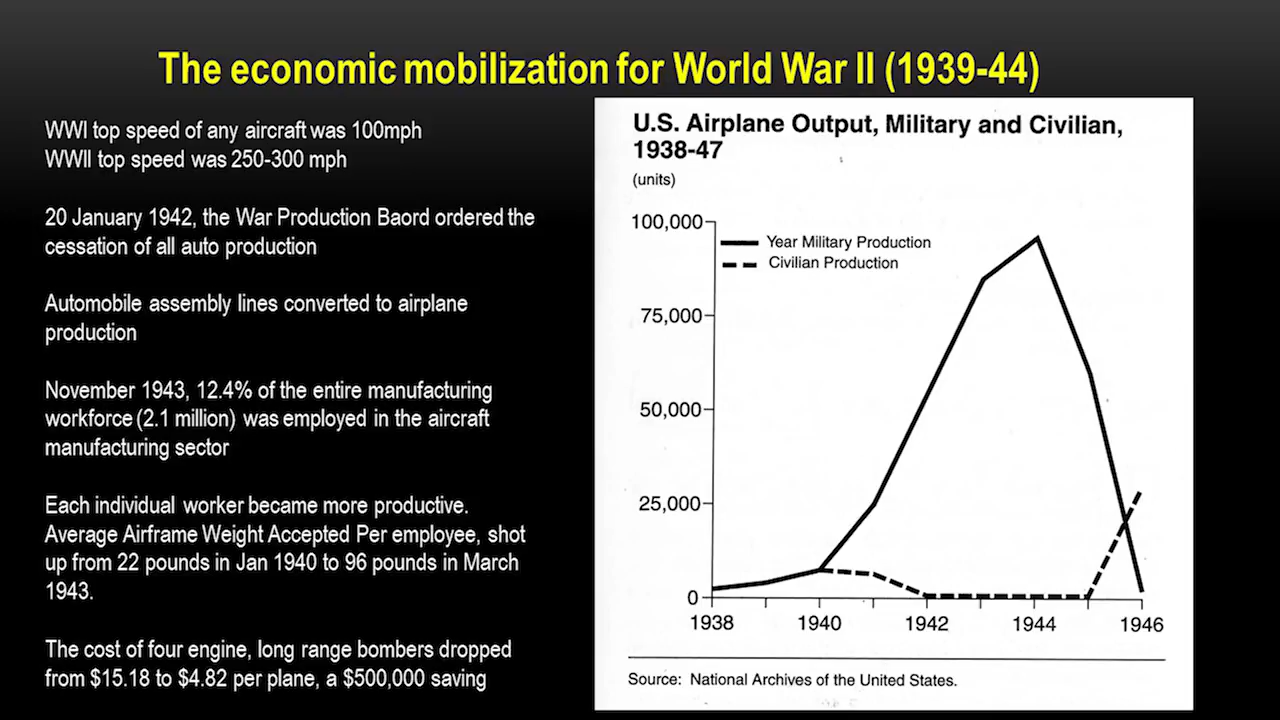 The economic mobilization for World War II (1939-44)
WWI top speed of any aircraft was 100mph
WWII top speed was 250-300 mph
20 January 1942, the War Production Baord ordered the
cessation of all auto production
Automobile assembly lines converted to airplane
production
November 1943, 12.4% of the entire manufacturing
workforce (2.1 million) was employed in the aircraft
manufacturing sector
Each individual worker became more productive.
Average Airframe Weight Accepted Per employee, shot
up from 22 pounds in Jan 1940 to 96 pounds in March
1943.
The cost of four engine, long range bombers dropped
from $15.18 to $4.82 per plane, a $500,000 saving
U.S. Airplane Output, Military and Civilian,
1938-47
(units)
100,000
Year Military Production
Civilian Production
75,000
50,000
25,000
0
1938 1940 1942 1944 1946
Source: National Archives of the United States.